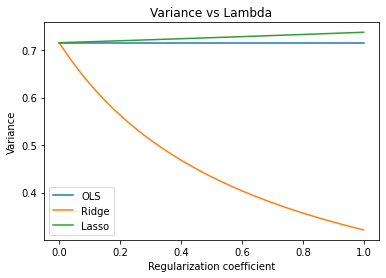 Variance vs Lambda
Variance
0.7
0.6
0.5
0.4
OLS
Ridge
Lasso
0.0 0.2 0.4 0.6 0.8 1.0
Regularization coefficient